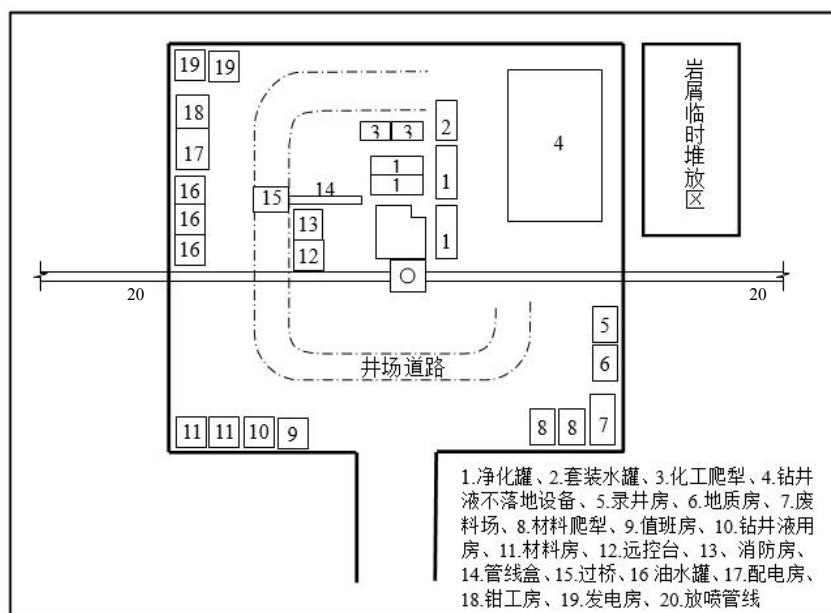 19 19
18
17
16
16
16
15
14
13
12
3 3
2
1
1
1
1
4
岩屑临时堆放区
20
20
5
6
7
8 8
井场道路
11 11 10 9
1.净化罐、2.套装水罐、3.化工爬犁、4.钻井
液不落地设备、5.录井房、6.地质房、7.废
料场、8.材料爬犁、9.值班房、10.钻井液用
房、11.材料房、12.远控台、13、消防房、
14.管线盒、15.过桥、16 油水罐、17.配电房、
18.钳工房、19.发电房、20.放喷管线